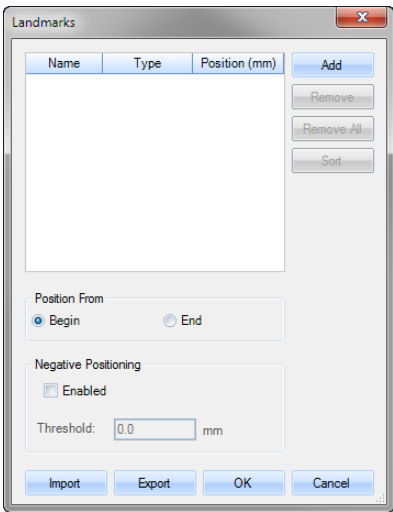 Landmarks
Name Type Position (mm)
Add
Remove
Remove All
Sort
Position From
Begin End
Negative Positioning
Enabled
Threshold: 0.0 mm
Import Export OK Cancel